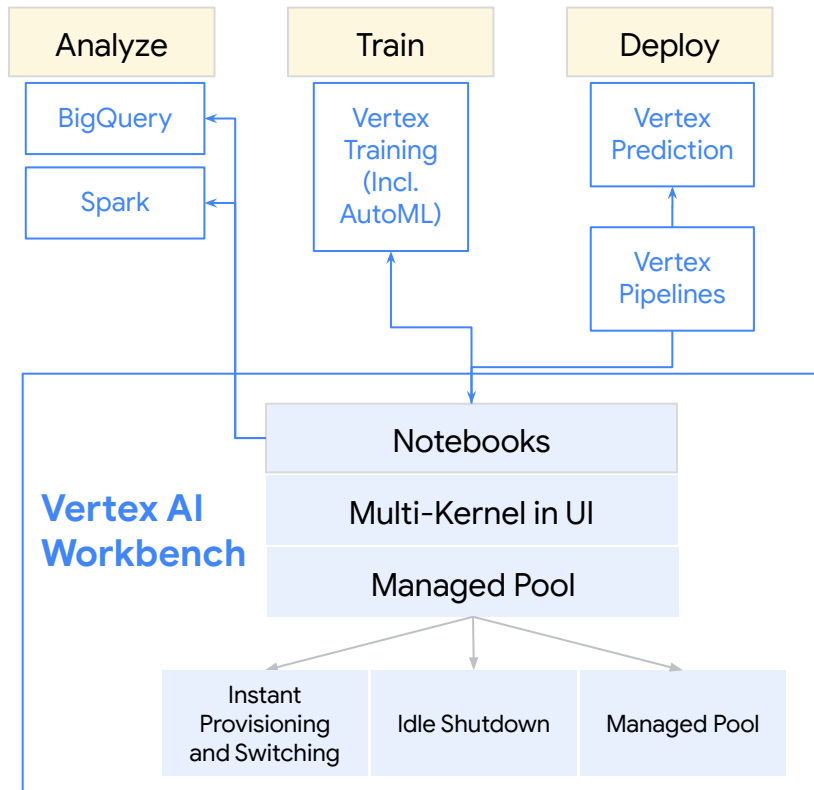 Analyze
Train
Deploy
BigQuery
Spark
Vertex
Training
(Incl.
AutoML)
Vertex
Prediction
Vertex
Pipelines
Vertex AI
Workbench
Notebooks
Multi-Kernel in UI
Managed Pool
Instant
Provisioning
and Switching
Idle Shutdown
Managed Pool